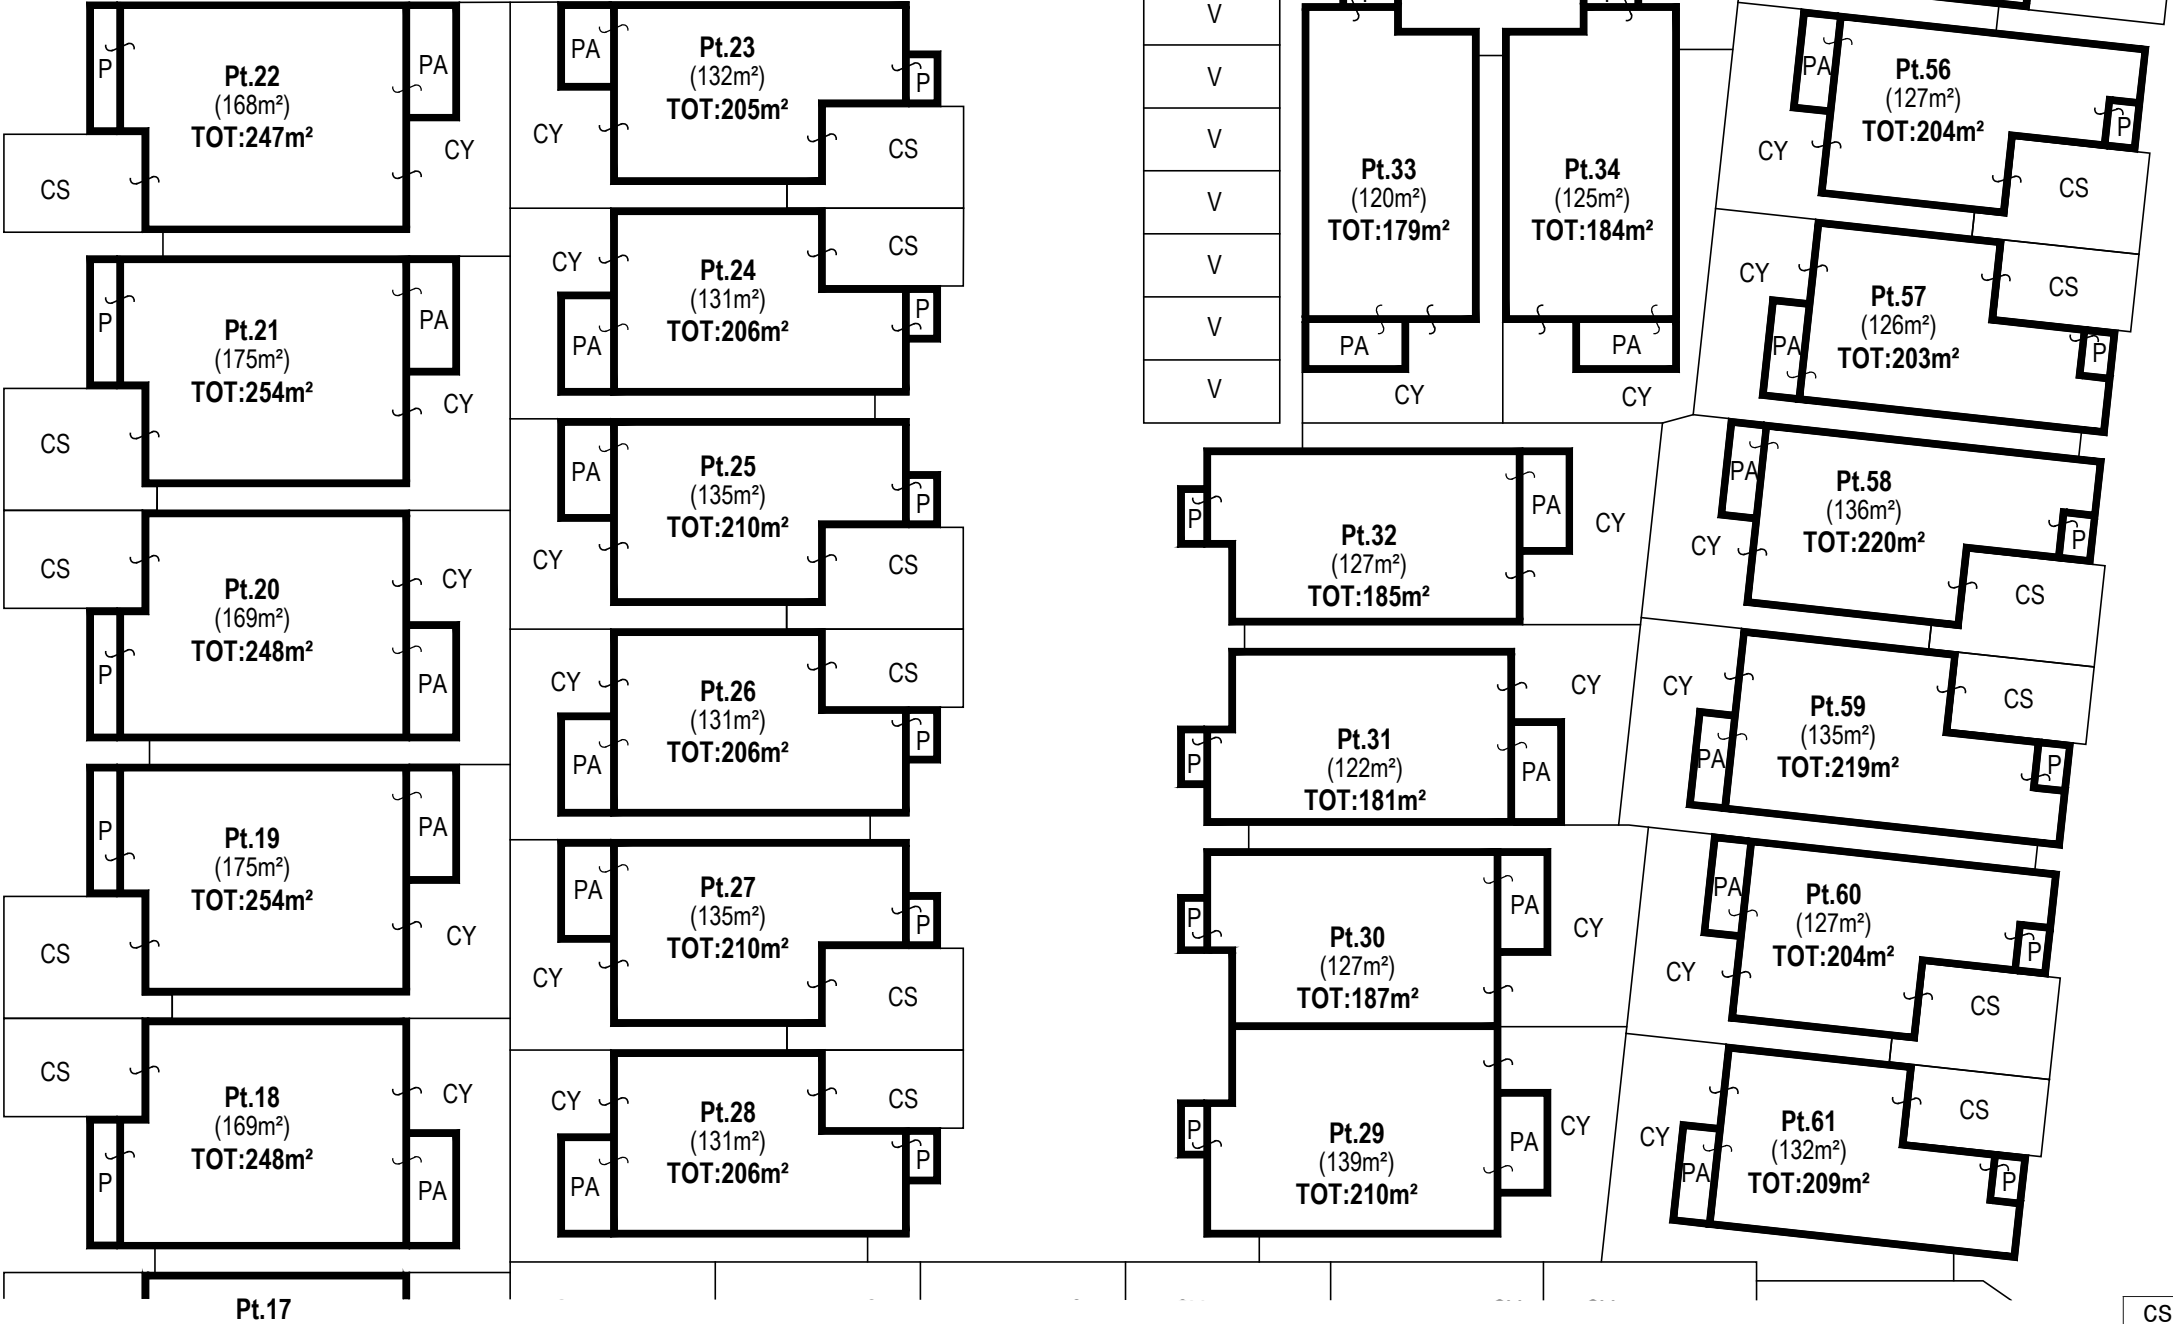 P
Pt.22
(168m²)
TOT:247m²
PA
CY
CS
P
Pt.21
(175m²)
TOT:254m²
PA
CY
CS
CS
Pt.20
(169m²)
TOT:248m²
CY
PA
P
P
Pt.19
(175m²)
TOT:254m²
PA
CY
CS
CS
Pt.18
(169m²)
TOT:248m²
CY
PA
P
Pt.17
PA
Pt.23
(132m²)
TOT:205m²
P
CY
CS
CY
Pt.24
(131m²)
TOT:206m²
CS
P
PA
PA
Pt.25
(135m²)
TOT:210m²
P
CY
CS
CY
Pt.26
(131m²)
TOT:206m²
CS
P
PA
PA
Pt.27
(135m²)
TOT:210m²
P
CY
CS
CY
Pt.28
(131m²)
TOT:206m²
CS
P
PA
V
V
V
V
V
V
V
Pt.33
(120m²)
TOT:179m²
PA
CY
Pt.34
(125m²)
TOT:184m²
PA
CY
P
Pt.32
(127m²)
TOT:185m²
PA
CY
P
Pt.31
(122m²)
TOT:181m²
PA
CY
P
Pt.30
(127m²)
TOT:187m²
PA
CY
P
Pt.29
(139m²)
TOT:210m²
PA
CY
PA
Pt.56
(127m²)
TOT:204m²
P
CY
CS
CY
Pt.57
(126m²)
TOT:203m²
CS
P
PA
PA
Pt.58
(136m²)
TOT:220m²
P
CY
CS
CY
Pt.59
(135m²)
TOT:219m²
CS
P
PA
PA
Pt.60
(127m²)
TOT:204m²
P
CY
CS
CY
Pt.61
(132m²)
TOT:209m²
CS
P
PA
CS